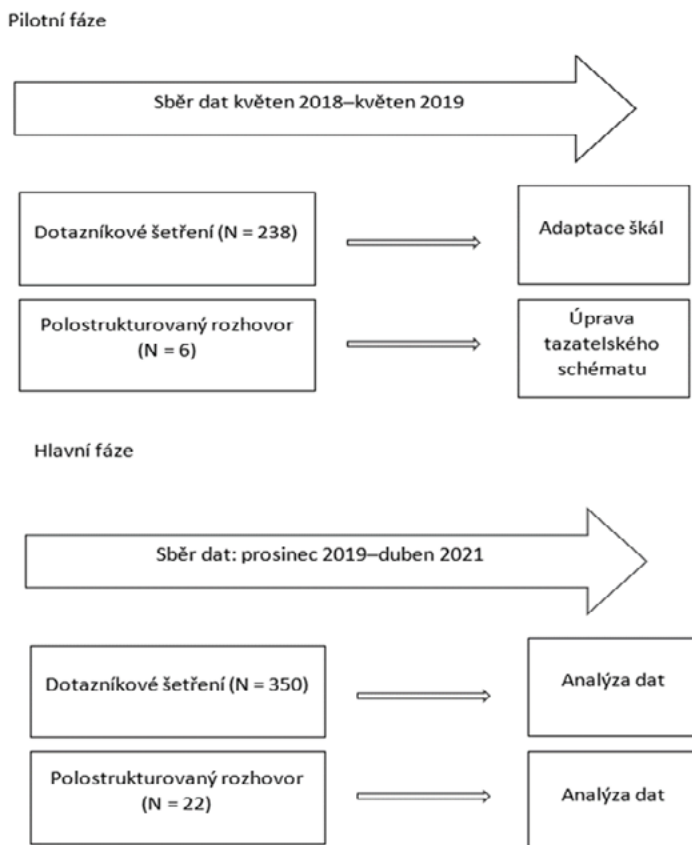 Pilotní fáze
Sběr dat květen 2018–květen 2019
Dotazníkové šetření (N = 238)
Adaptace škál
Polostrukturovaný rozhovor
(N = 6)
Úprava
tazatelského
schématu
Hlavní fáze
Sběr dat: prosinec 2019–duben 2021
Dotazníkové šetření (N = 350)
Analýza dat
Polostrukturovaný rozhovor
(N = 22)
Analýza dat